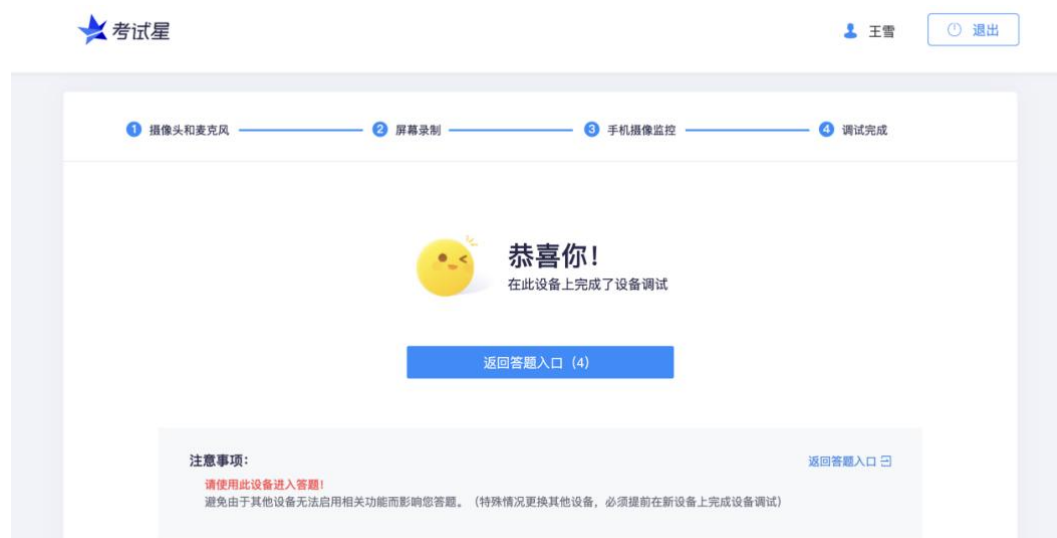 考试星
王雪
退出
1 摄像头和麦克风
2 屏幕录制
3 手机摄像监控
4 调试完成
恭喜你!
在此设备上完成了设备调试
返回答题入口（4）
注意事项:
返回答题入口
请使用此设备进入答题!
避免由于其他设备无法启用相关功能而影响您答题。（特殊情况更换其他设备，必须提前在新设备上完成设备调试）